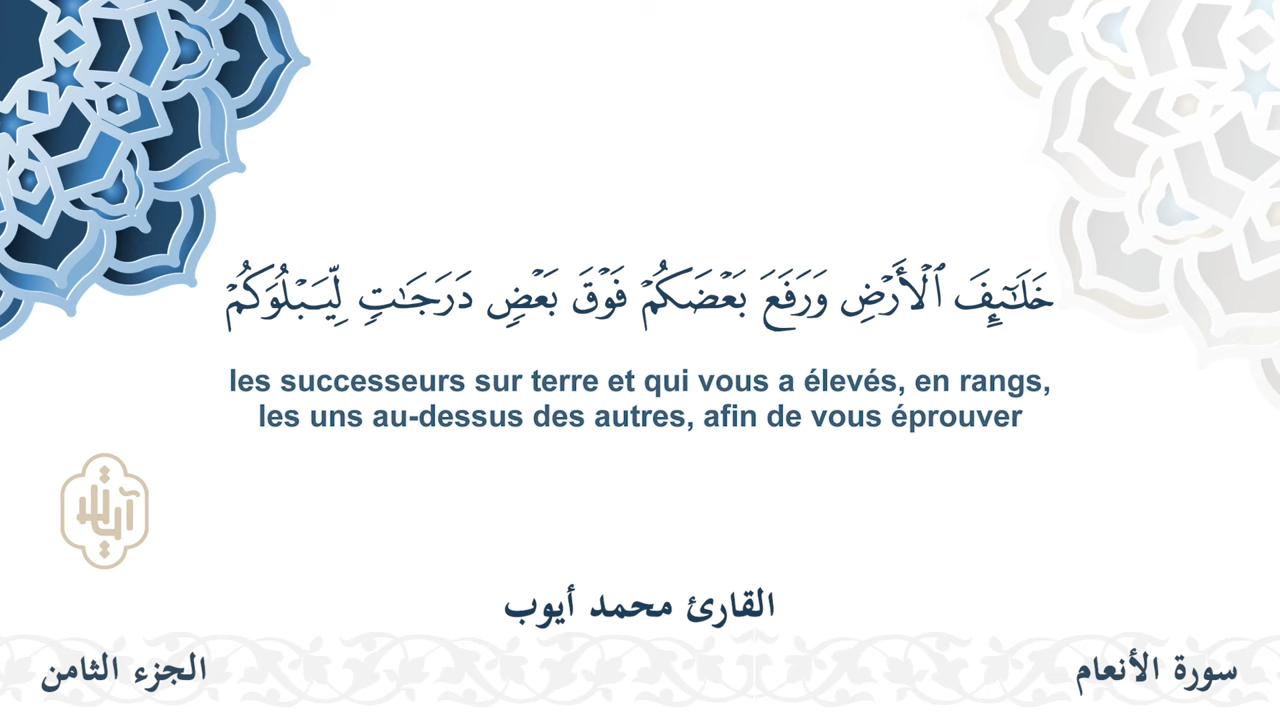 خَلَـٰٓئِفَ ٱلْأَرْضِ وَرَفَعَ بَعْضَكُمْ فَوْقَ بَعْضٍ دَرَجَـٰتٍ لِّيَبْلُوَكُمْ
les successeurs sur terre et qui vous a élevés, en rangs,
les uns au-dessus des autres, afin de vous éprouver
القارئ محمد أيوب
سورة الأنعام
الجزء الثامن